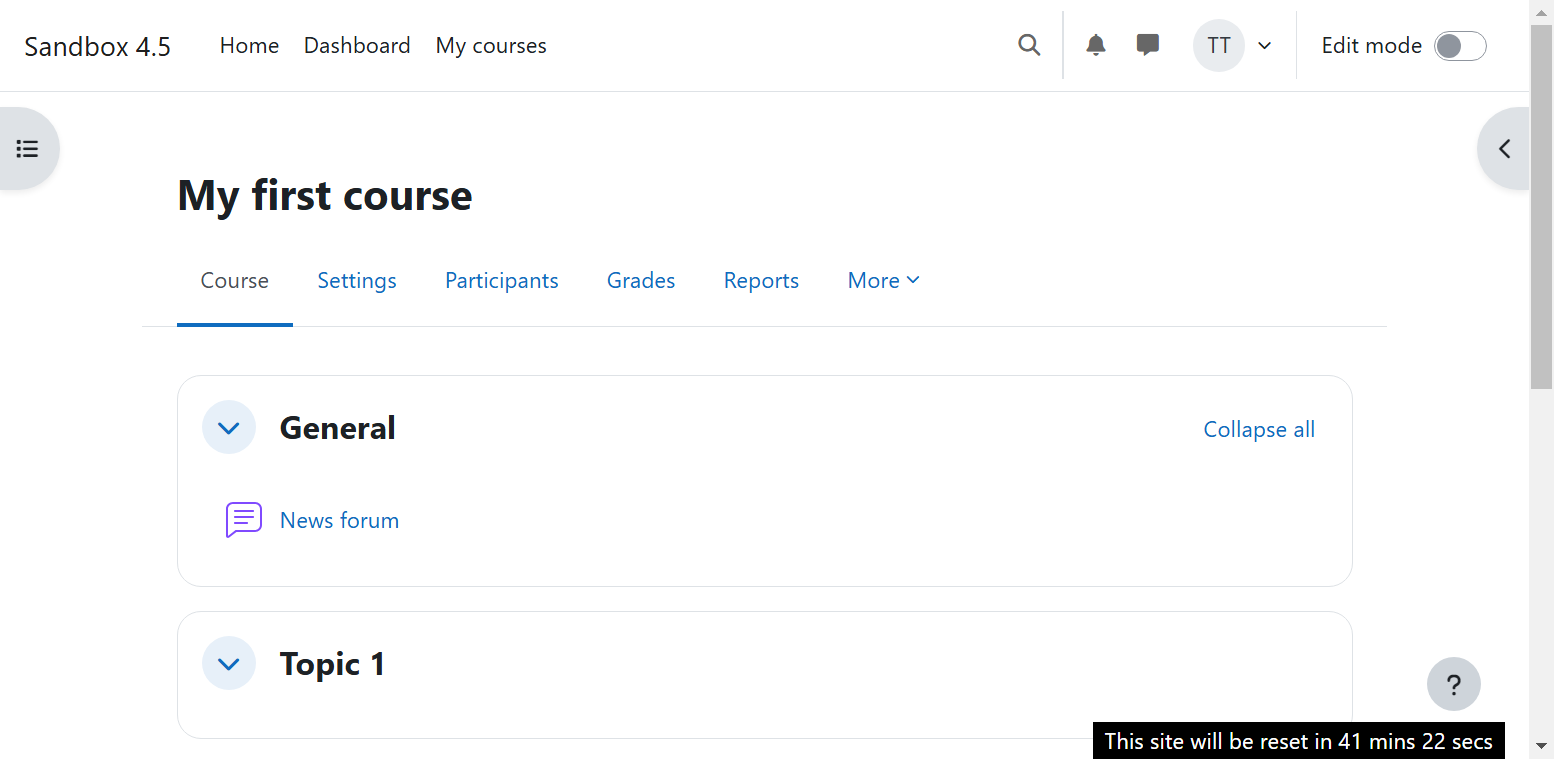 Sandbox 4.5 Home Dashboard My courses TT Edit mode
My first course
Course Settings Participants Grades Reports More
General Collapse all
News forum
Topic 1
?
This site will be reset in 41 mins 22 secs